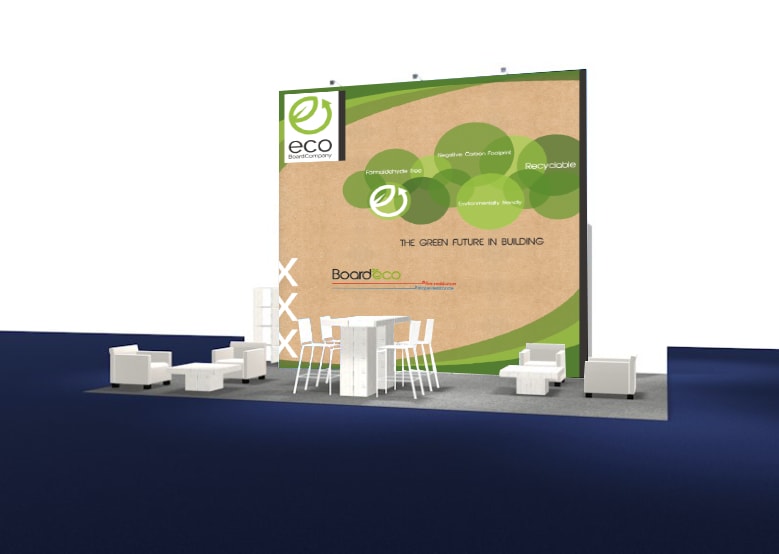 eco
BoardCompany
Negative Carbon Footprint
Recyclable
Formaldehyde Free
Environmentally friendly
THE GREEN FUTURE IN BUILDING
Board eco
X
X
X